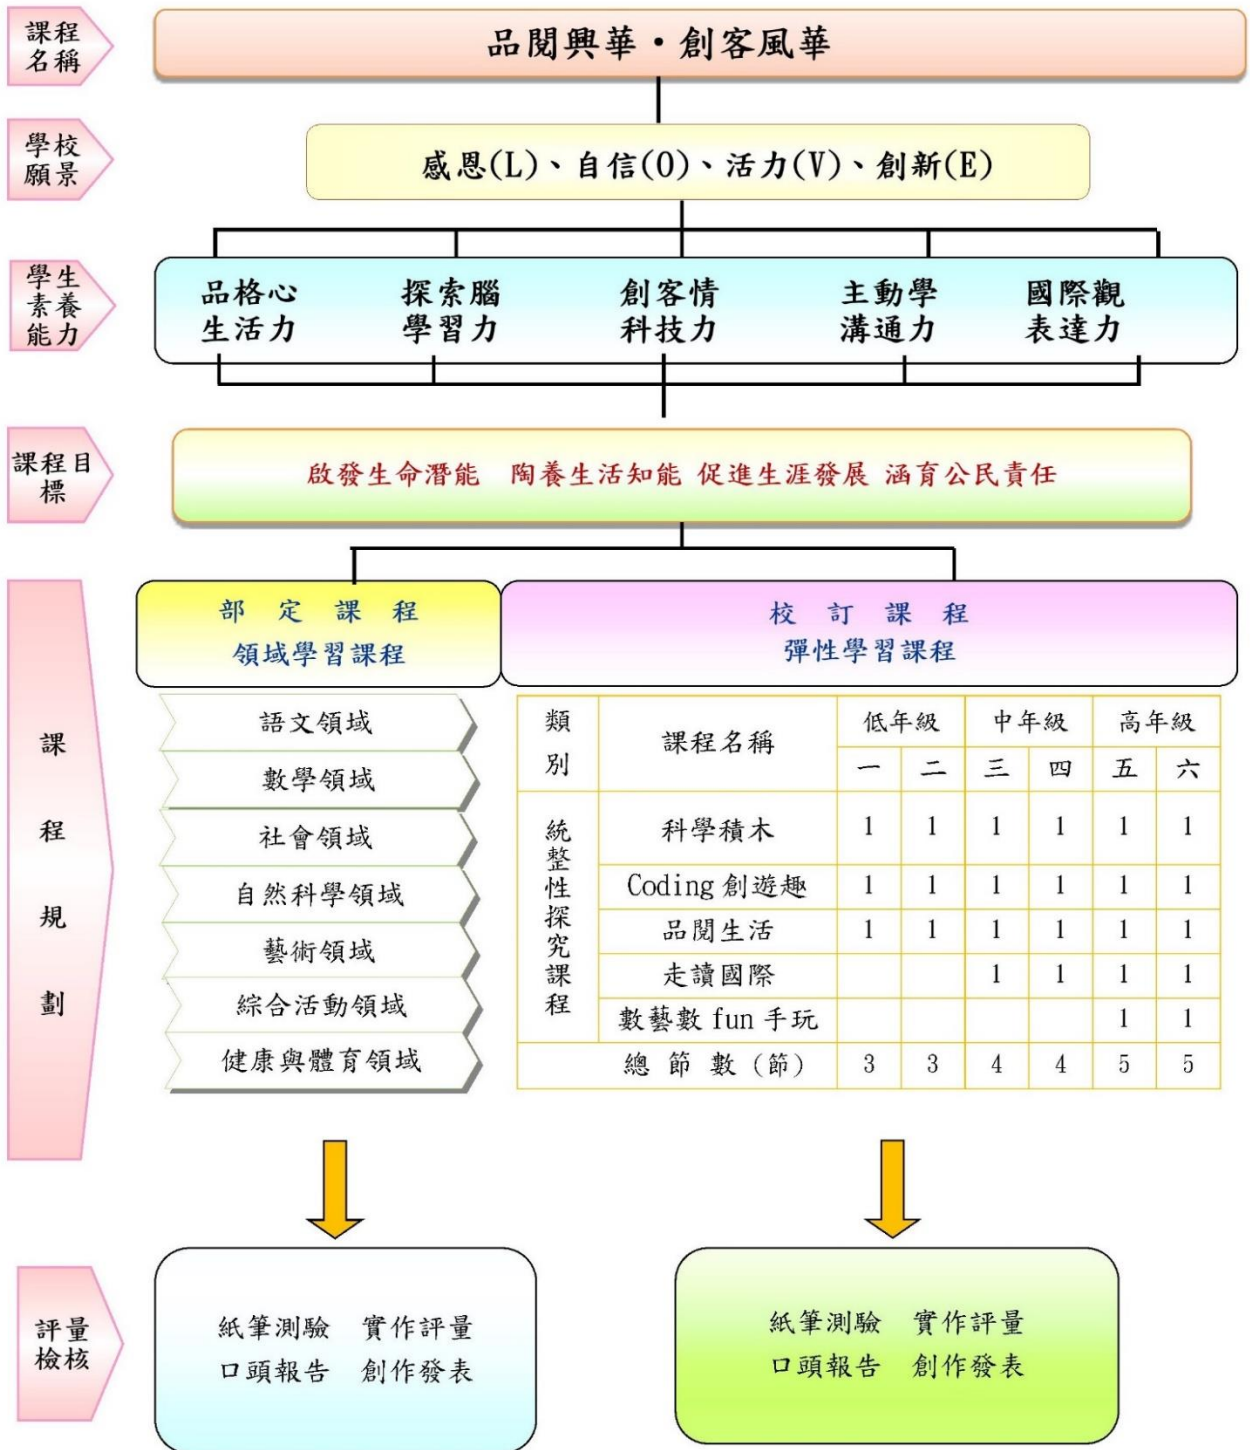 課程
名稱
品閱興華・創客風華
學校
願景
感恩(L)、自信(O)、活力(V)、創新(E)
學生
素養
能力
品格心
生活力
探索腦
學習力
創客情
科技力
主動學
溝通力
國際觀
表達力
課程目
標
啟發生命潛能 陶養生活知能 促進生涯發展 涵育公民責任
課程規劃
部定課程
領域學習課程
校訂課程
彈性學習課程
語文領域
數學領域
社會領域
自然科學領域
藝術領域
綜合活動領域
健康與體育領域
類別 課程名稱 低年級 中年級 高年級
一 二 三 四 五 六
統整性探究課程
科學積木 1 1 1 1 1 1
Coding 創遊趣 1 1 1 1 1 1
品閱生活 1 1 1 1 1 1
走讀國際 1 1 1 1
數藝數 fun 手玩 1 1
總節數(節) 3 3 4 4 5 5
評量
檢核
紙筆測驗 實作評量
口頭報告 創作發表
紙筆測驗 實作評量
口頭報告 創作發表